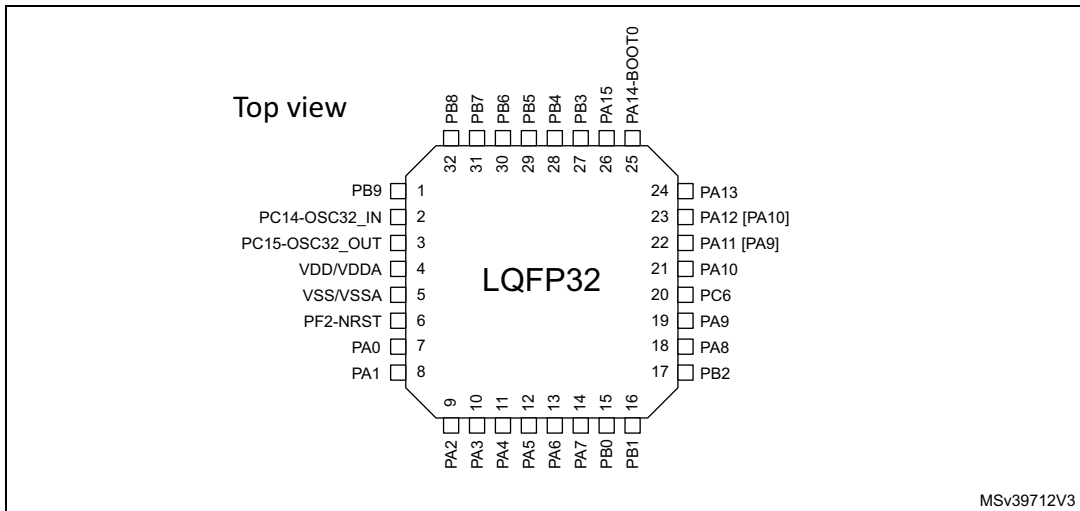 Top view
PB8
PB7
PB6
PB5
PB4
PB3
PA15
PA14-BOOT0
32
31
30
29
28
27
26
25
PB9 1
PC14-OSC32_IN 2
PC15-OSC32_OUT 3
VDD/VDDA 4
VSS/VSSA 5
PF2-NRST 6
PA0 7
PA1 8
LQFP32
24 PA13
23 PA12 [PA10]
22 PA11 [PA9]
21 PA10
20 PC6
19 PA9
18 PA8
17 PB2
9
10
11
12
13
14
15
16
PA2
PA3
PA4
PA5
PA6
PA7
PB0
PB1
MSv39712V3